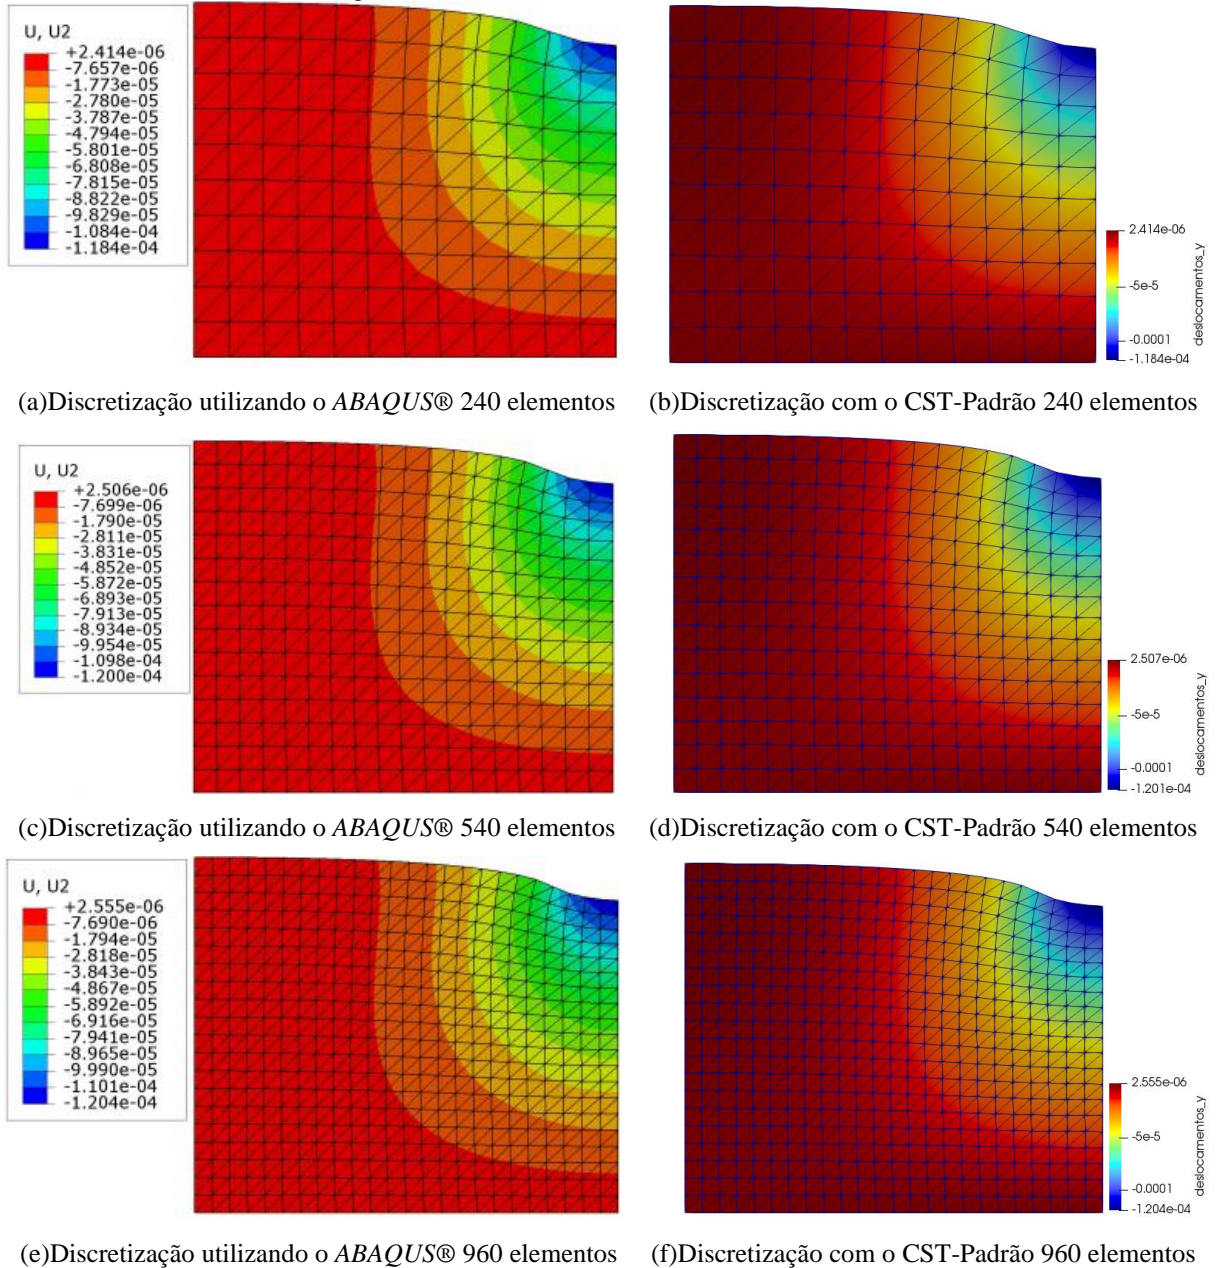 U, U2
+2.414e-06
-7.657e-06
-1.773e-05
-2.780e-05
-3.787e-05
-4.794e-05
-5.801e-05
-6.808e-05
-7.815e-05
-8.822e-05
-9.829e-05
-1.084e-04
-1.184e-04
2.414e-06
-5e-5
-0.0001
-1.184e-04
deslocamentos_y
(a)Discretização utilizando o ABAQUS® 240 elementos
(b)Discretização com o CST-Padrão 240 elementos
U, U2
+2.506e-06
-7.699e-06
-1.790e-05
-2.811e-05
-3.831e-05
-4.852e-05
-5.872e-05
-6.893e-05
-7.913e-05
-8.934e-05
-9.954e-05
-1.098e-04
-1.200e-04
2.507e-06
-5e-5
-0.0001
-1.201e-04
deslocamentos_y
(c)Discretização utilizando o ABAQUS® 540 elementos
(d)Discretização com o CST-Padrão 540 elementos
U, U2
+2.555e-06
-7.690e-06
-1.794e-05
-2.818e-05
-3.843e-05
-4.867e-05
-5.892e-05
-6.916e-05
-7.941e-05
-8.965e-05
-9.990e-05
-1.101e-04
-1.204e-04
2.555e-06
-5e-5
-0.0001
-1.204e-04
deslocamentos_y
(e)Discretização utilizando o ABAQUS® 960 elementos
(f)Discretização com o CST-Padrão 960 elementos